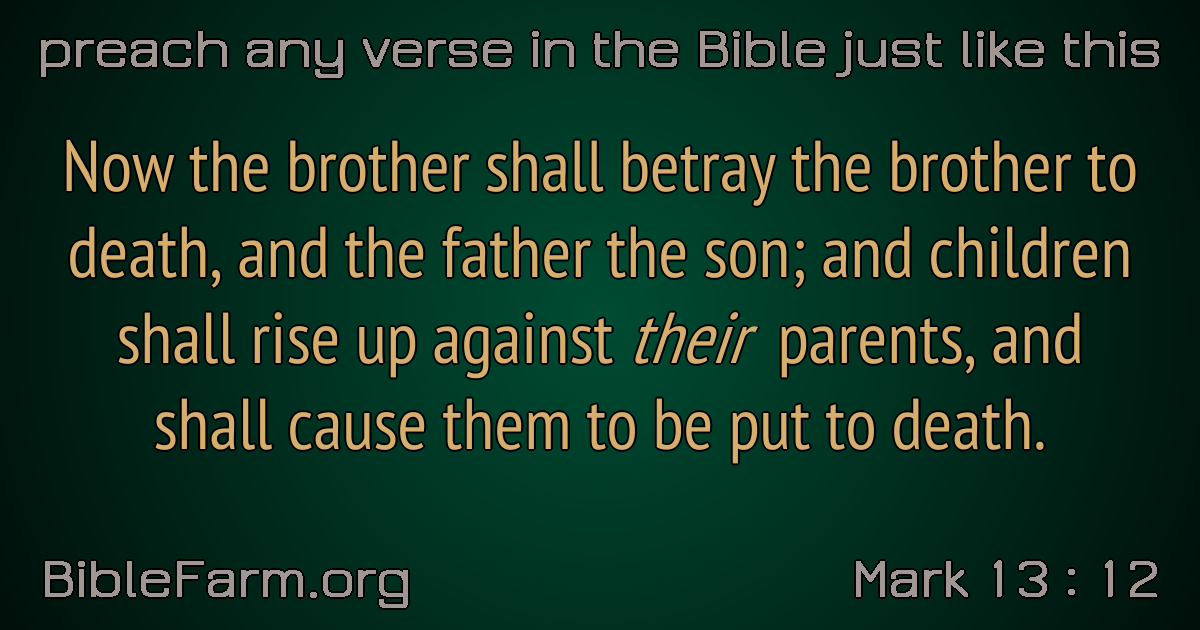 preach any verse in the Bible just like this
Now the brother shall betray the brother to
death, and the father the son; and children
shall rise up against their parents, and
shall cause them to be put to death.
BibleFarm.org
Mark 13 : 12